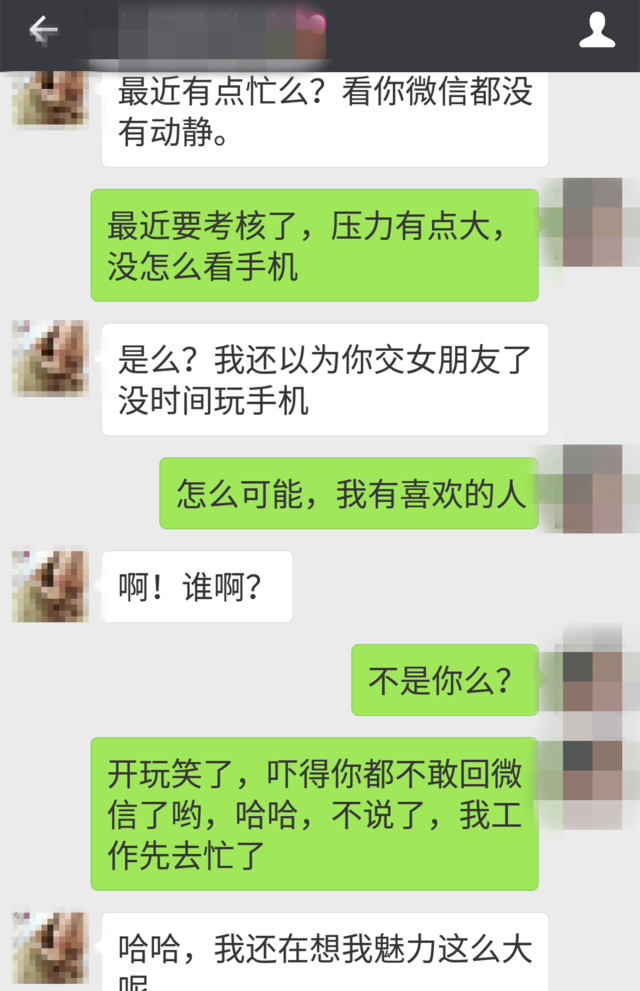 最近有点忙么？看你微信都没
有动静。
最近要考核了，压力有点大，
没怎么看手机
是么？我还以为你交女朋友了
没时间玩手机
怎么可能，我有喜欢的人
啊！谁啊？
不是你么？
开玩笑了，吓得你都不敢回微
信了哟，哈哈，不说了，我工
作先去忙了
哈哈，我还在想我魅力这么大
呢